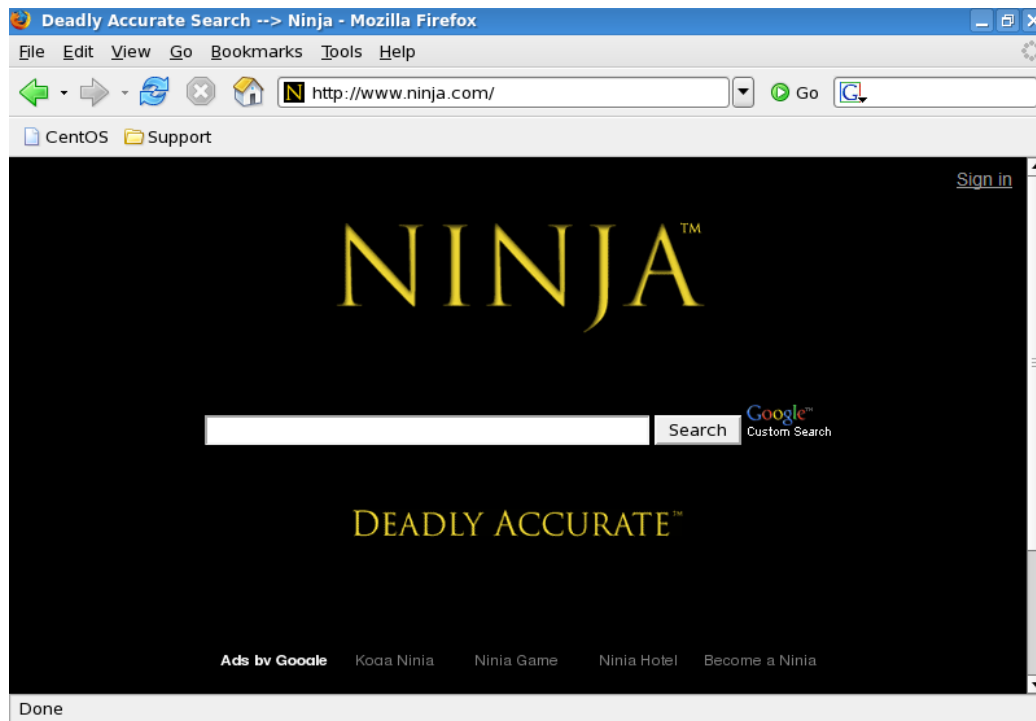 Deadly Accurate Search --> Ninja - Mozilla Firefox
File Edit View Go Bookmarks Tools Help
N http://www.ninja.com/ Go G
CentOS Support
Sign in
NINJA™
Search Google™ Custom Search
DEADLY ACCURATE™
Ads by Google Koga Ninja Ninja Game Ninja Hotel Become a Ninja
Done